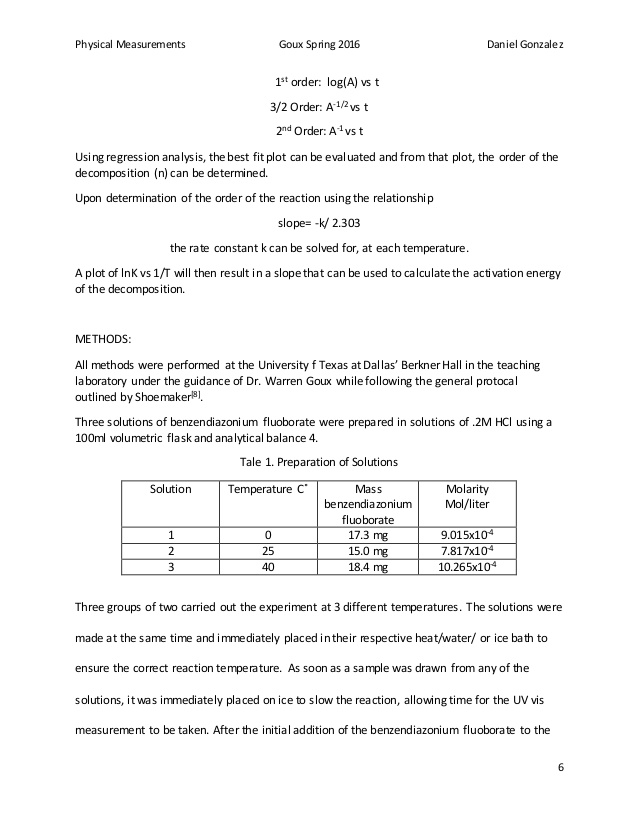 Physical Measurements Goux Spring 2016 Daniel Gonzalez
1st order: log(A) vs t
3/2 Order: A-1/2 vs t
2nd Order: A-1 vs t
Using regression analysis, the best fit plot can be evaluated and from that plot, the order of the
decomposition (n) can be determined.
Upon determination of the order of the reaction using the relationship
slope= -k/ 2.303
the rate constant k can be solved for, at each temperature.
A plot of lnK vs 1/T will then result in a slope that can be used to calculate the activation energy
of the decomposition.
METHODS:
All methods were performed at the University f Texas at Dallas’ Berkner Hall in the teaching
laboratory under the guidance of Dr. Warren Goux while following the general protocal
outlined by Shoemaker[8].
Three solutions of benzendiazonium fluoborate were prepared in solutions of .2M HCl using a
100ml volumetric flask and analytical balance 4.
Tale 1. Preparation of Solutions
Solution Temperature C° Mass Molarity
benzendiazonium Mol/liter
fluoborate
1 0 17.3 mg 9.015x10-4
2 25 15.0 mg 7.817x10-4
3 40 18.4 mg 10.265x10-4
Three groups of two carried out the experiment at 3 different temperatures. The solutions were
made at the same time and immediately placed in their respective heat/water/ or ice bath to
ensure the correct reaction temperature. As soon as a sample was drawn from any of the
solutions, it was immediately placed on ice to slow the reaction, allowing time for the UV vis
measurement to be taken. After the initial addition of the benzendiazonium fluoborate to the
6